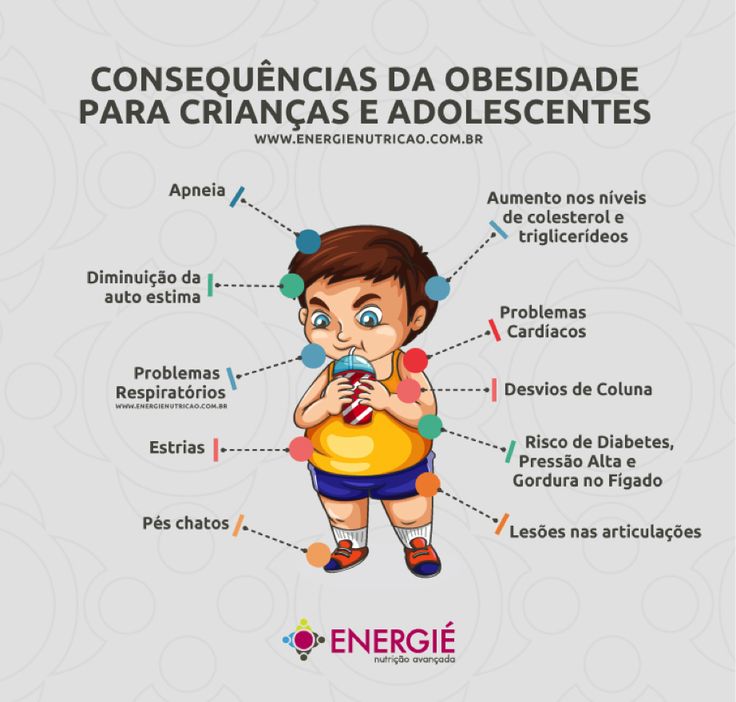 CONSEQUÊNCIAS DA OBESIDADE
PARA CRIANÇAS E ADOLESCENTES
WWW.ENERGIENUTRICAO.COM.BR
Apneia
Diminuição da
auto estima
Problemas
Respiratórios
WWW.ENERGIENUTRICAO.COM.BR
Estrias
Pés chatos
Aumento nos níveis
de colesterol e
triglicerídeos
Problemas
Cardíacos
Desvios de Coluna
Risco de Diabetes,
Pressão Alta e
Gordura no Fígado
Lesões nas articulações
ENERGIÉ
nutrição avançada